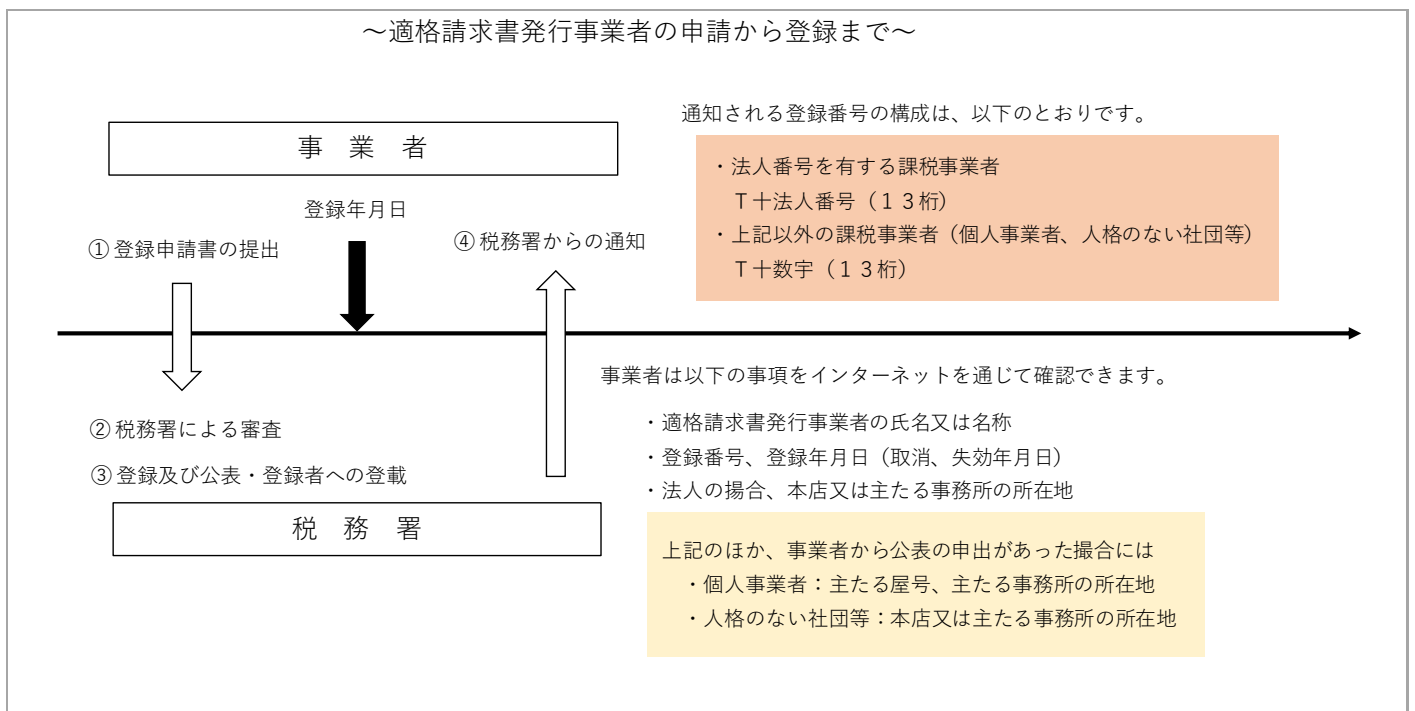 ～適格請求書発行事業者の申請から登録まで～
事 業 者
登録年月日
①登録申請書の提出
④税務署からの通知
②税務署による審査
③登録及び公表・登録者への登載
税 務 署
通知される登録番号の構成は、以下のとおりです。
・法人番号を有する課税事業者
T十法人番号（１３桁）
・上記以外の課税事業者（個人事業者、人格のない社団等）
T十数宇（１３桁）
事業者は以下の事項をインターネットを通じて確認できます。
・適格請求書発行事業者の氏名又は名称
・登録番号、登録年月日（取消、失効年月日）
・法人の揚合、本店又は主たる事務所の所在地
上記のほか、事業者から公表の申出があった撮合には
・個人事業者：主たる屋号、主たる事務所の所在地
・人格のない社団等：本店又は主たる事務所の所在地